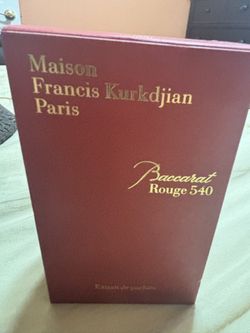 Maison
Francis Kurkdjian
Paris
Baccarat
Rouge 540
Extrait de parfum